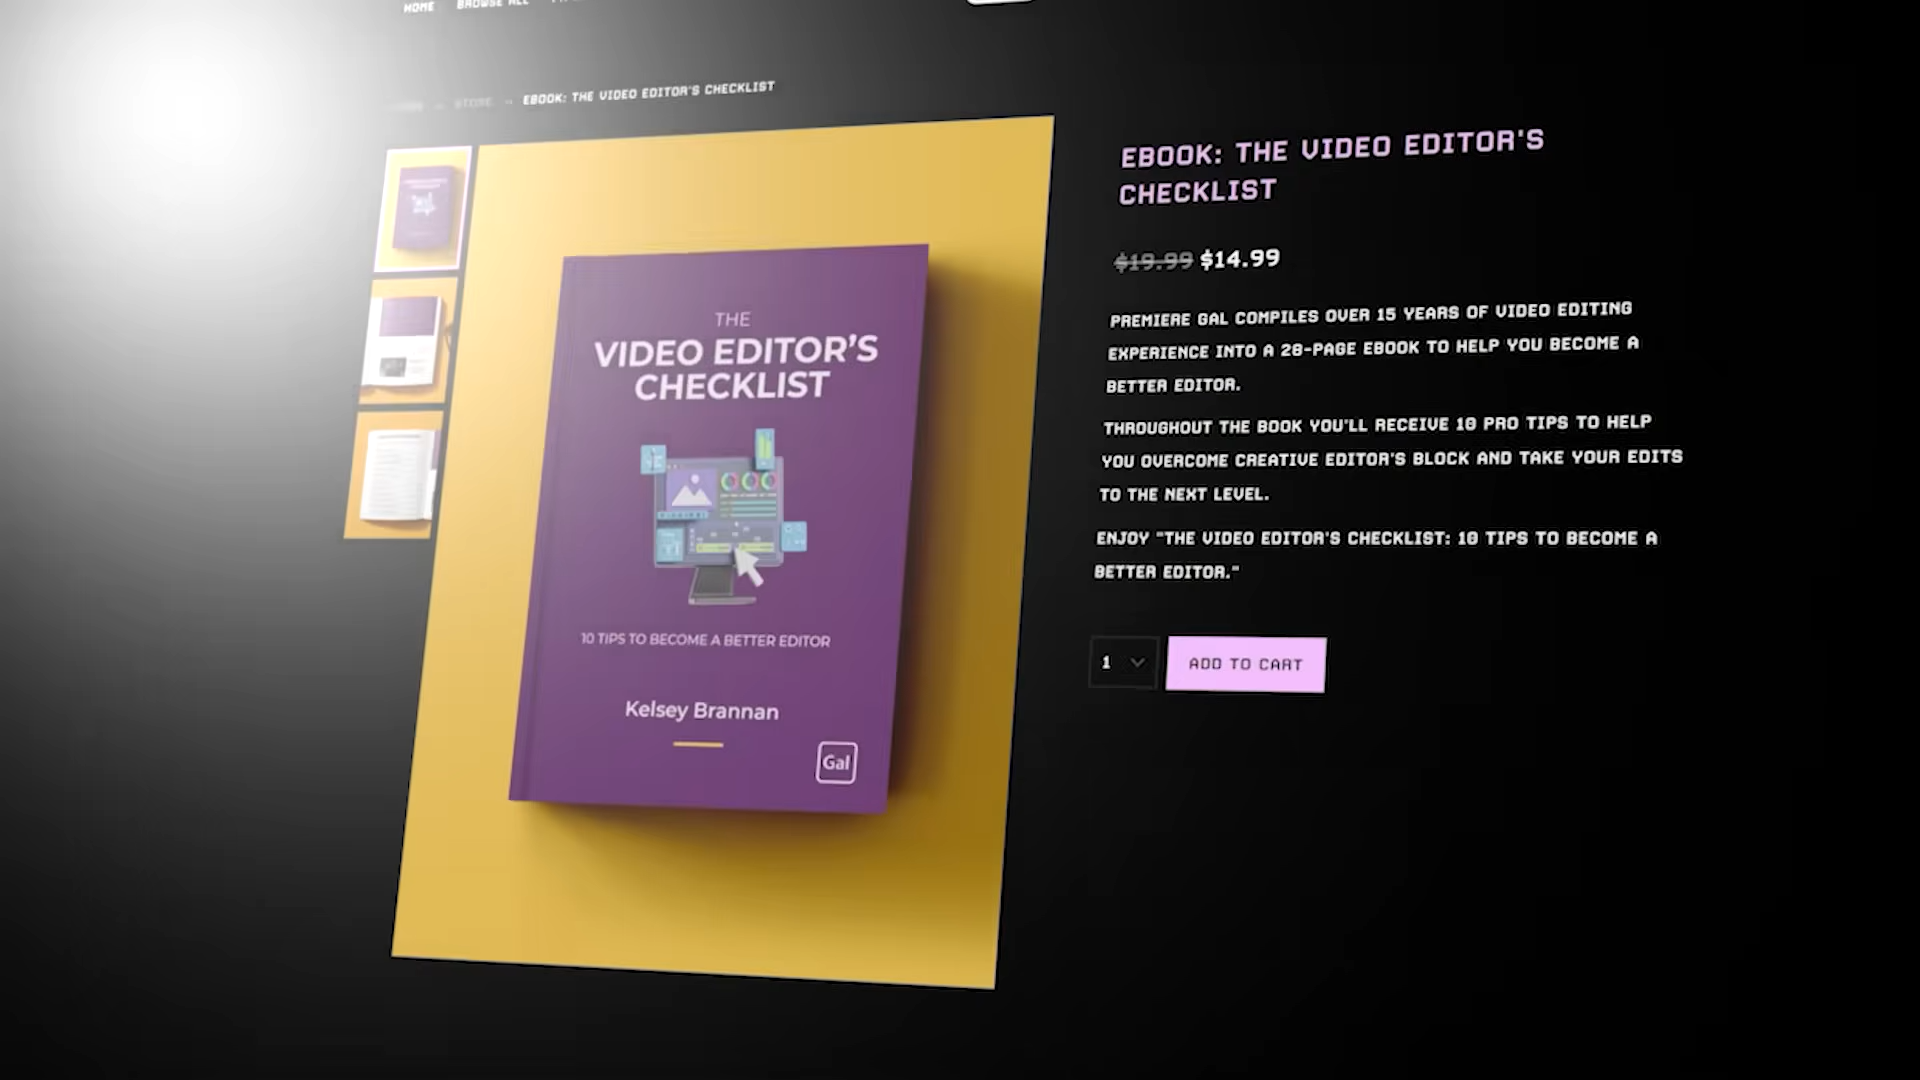 HOME BROWSE ALL
STORE EBOOK: THE VIDEO EDITOR'S CHECKLIST
THE
VIDEO EDITOR'S
CHECKLIST
10 TIPS TO BECOME A BETTER EDITOR
Kelsey Brannan
Gal
EBOOK: THE VIDEO EDITOR'S
CHECKLIST
$19.99 $14.99
PREMIERE GAL COMPILES OVER 15 YEARS OF VIDEO EDITING
EXPERIENCE INTO A 28-PAGE EBOOK TO HELP YOU BECOME A
BETTER EDITOR.
THROUGHOUT THE BOOK YOU'LL RECEIVE 10 PRO TIPS TO HELP
YOU OVERCOME CREATIVE EDITOR'S BLOCK AND TAKE YOUR EDITS
TO THE NEXT LEVEL.
ENJOY "THE VIDEO EDITOR'S CHECKLIST: 10 TIPS TO BECOME A
BETTER EDITOR."
1 ADD TO CART